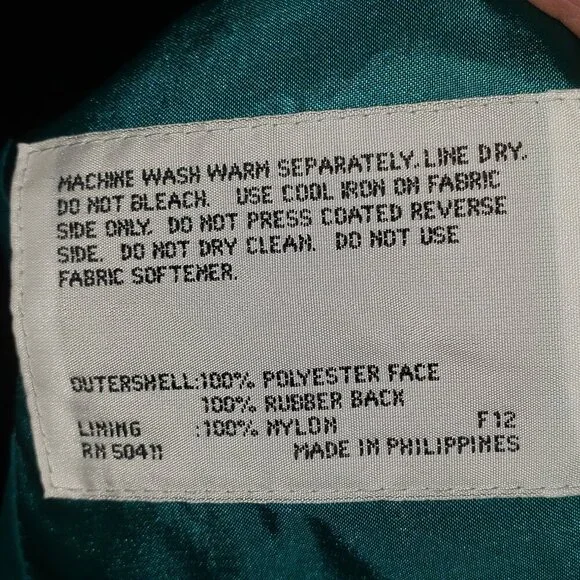 MACHINE WASH WARM SEPARATELY. LINE DRY.
DO NOT BLEACH. USE COOL IRON ON FABRIC
SIDE ONLY. DO NOT PRESS COATED REVERSE
SIDE. DO NOT DRY CLEAN. DO NOT USE
FABRIC SOFTENER.
OUTERSHELL:100% POLYESTER FACE
100% RUBBER BACK
LINING :100% NYLON F12
RN 50411 MADE IN PHILIPPINES